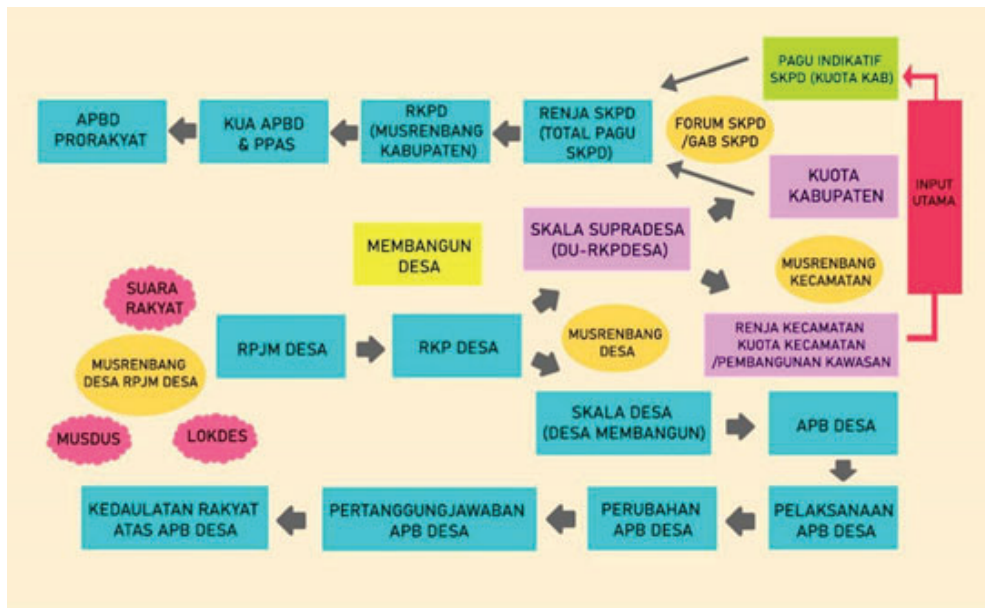 PAGU INDIKATIF
SKPD (KUOTA KAB)
APBD
PRORAKYAT
KUA APBD
& PPAS
RKPD
(MUSRENBANG
KABUPATEN)
RENJA SKPD
(TOTAL PAGU
SKPD)
FORUM SKPD
/GAB SKPD
KUOTA
KABUPATEN
INPUT
UTAMA
MEMBANGUN
DESA
SKALA SUPRADESA
(DU-RKPDESA)
MUSRENBANG
KECAMATAN
SUARA
RAKYAT
MUSRENBANG
DESA RPJM DESA
MUSDUS
LOKDES
RPJM DESA
RKP DESA
MUSRENBANG
DESA
RENJA KECAMATAN
KUOTA KECAMATAN
/PEMBANGUNAN KAWASAN
SKALA DESA
(DESA MEMBANGUN)
APB DESA
KEDAULATAN RAKYAT
ATAS APB DESA
PERTANGGUNGJAWABAN
APB DESA
PERUBAHAN
APB DESA
PELAKSANAAN
APB DESA